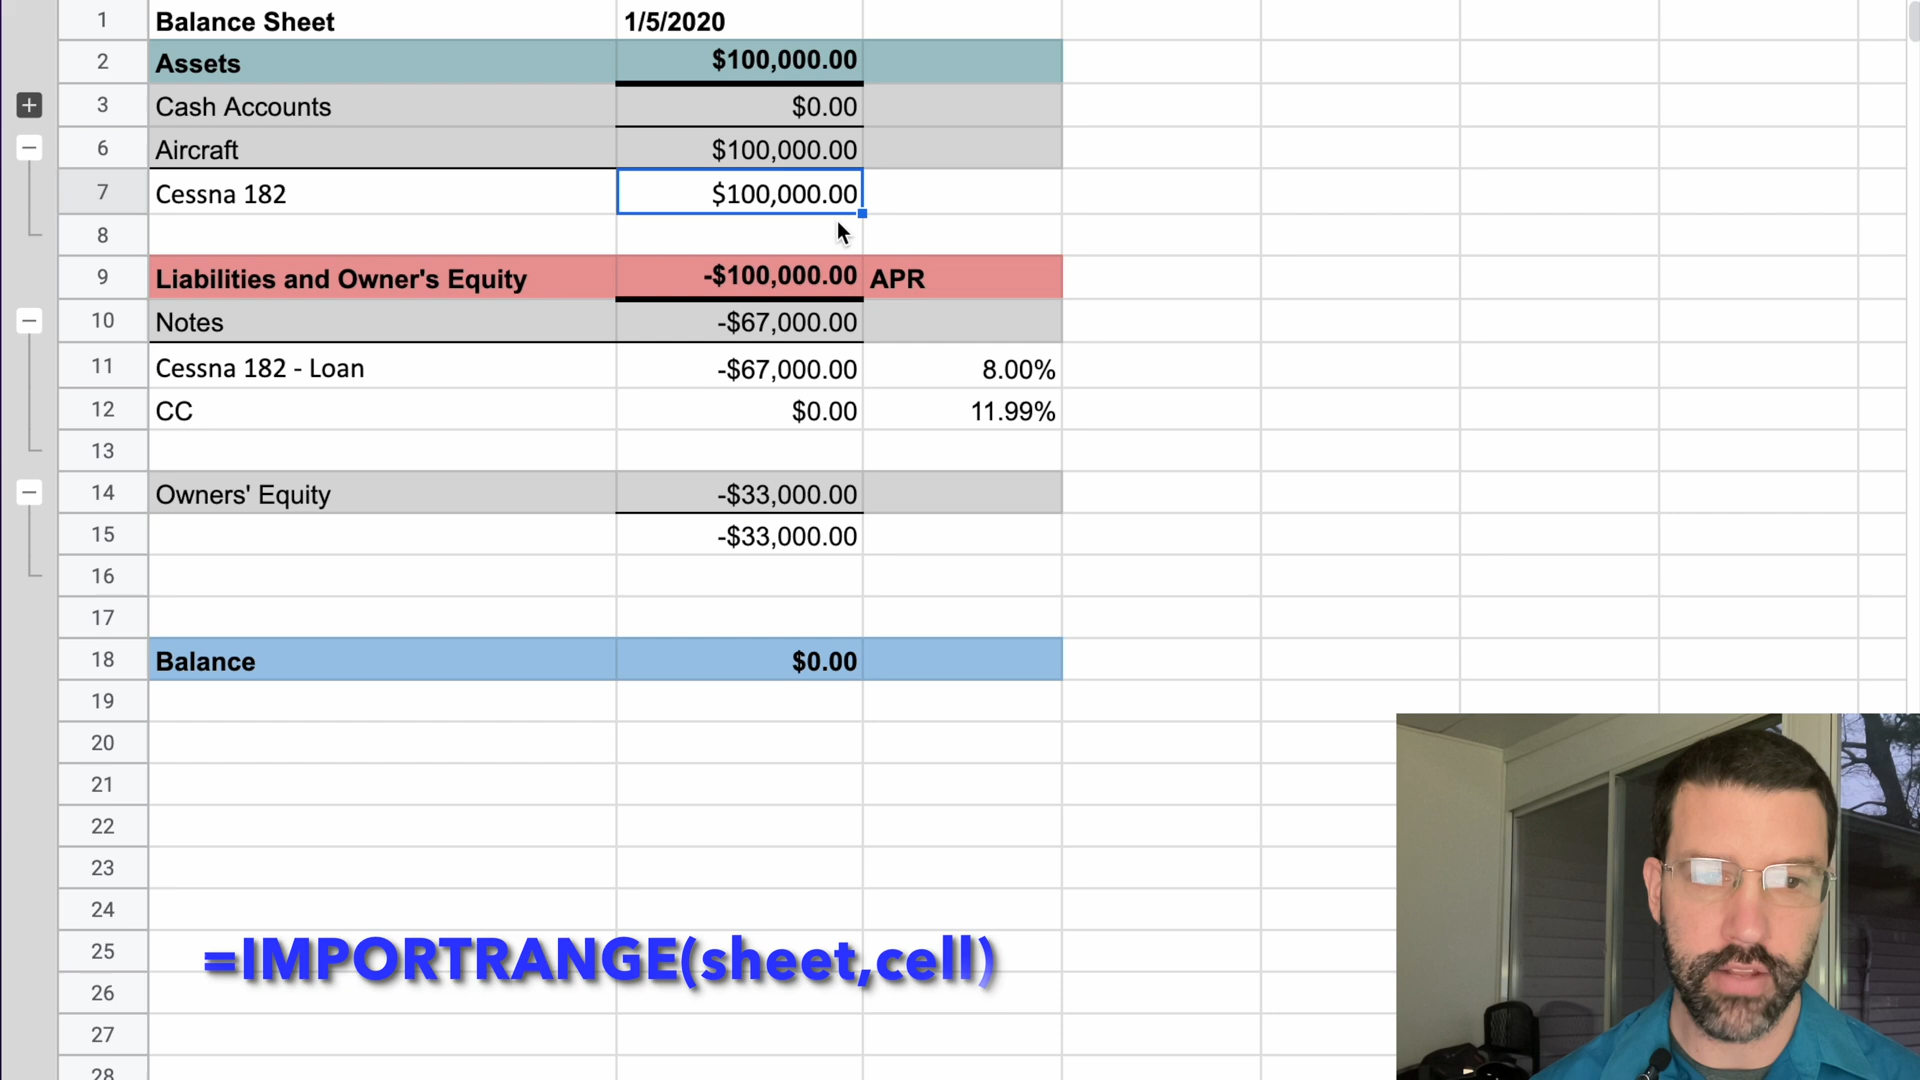 1 Balance Sheet 1/5/2020
2 Assets $100,000.00
3 Cash Accounts $0.00
6 Aircraft $100,000.00
7 Cessna 182 $100,000.00
8
9 Liabilities and Owner's Equity -$100,000.00 APR
10 Notes -$67,000.00
11 Cessna 182 - Loan -$67,000.00 8.00%
12 CC $0.00 11.99%
13
14 Owners' Equity -$33,000.00
15 -$33,000.00
16
17
18 Balance $0.00
19
20
21
22
23
24
25
=IMPORTRANGE(sheet,cell)
26
27
28